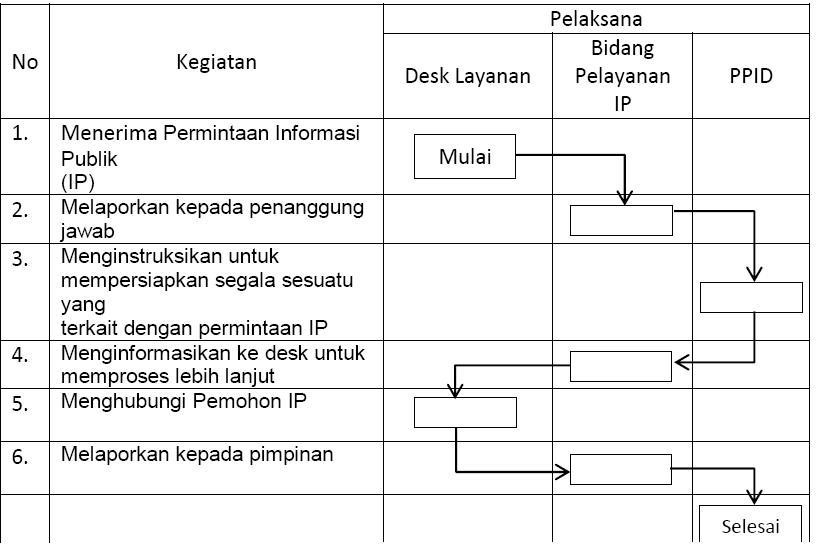 No
Kegiatan
Pelaksana
Desk Layanan
Bidang
Pelayanan
IP
PPID
1.
Menerima Permintaan Informasi
Publik
(IP)
Mulai
2.
Melaporkan kepada penanggung
jawab
3.
Menginstruksikan untuk
mempersiapkan segala sesuatu
yang
terkait dengan permintaan IP
4.
Menginformasikan ke desk untuk
memproses lebih lanjut
5.
Menghubungi Pemohon IP
6.
Melaporkan kepada pimpinan
Selesai